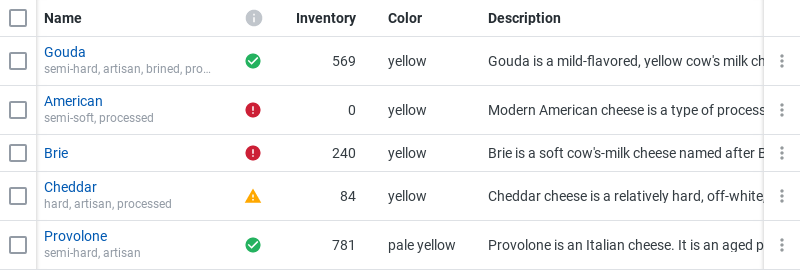 Name Inventory Color Description
Gouda 569 yellow Gouda is a mild-flavored, yellow cow's milk ch
semi-hard, artisan, brined, pro...
American 0 yellow Modern American cheese is a type of process
semi-soft, processed
Brie 240 yellow Brie is a soft cow's-milk cheese named after B
Cheddar 84 yellow Cheddar cheese is a relatively hard, off-white,
hard, artisan, processed
Provolone 781 pale yellow Provolone is an Italian cheese. It is an aged p
semi-hard, artisan